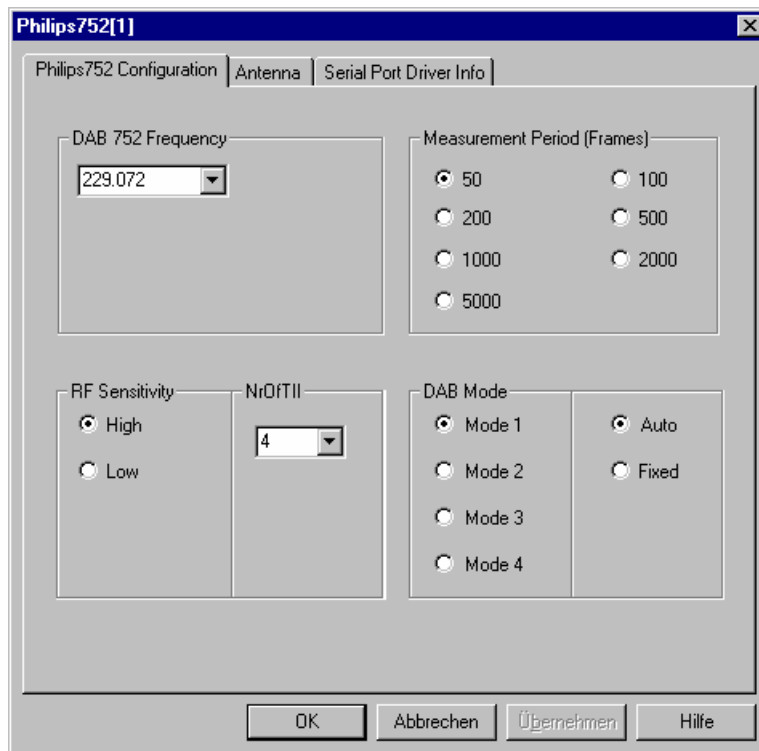 Philips752[1]
Philips752 Configuration
Antenna
Serial Port Driver Info
DAB 752 Frequency
229.072
Measurement Period (Frames)
50
100
200
500
1000
2000
5000
RF Sensitivity
High
Low
NrOfTII
4
DAB Mode
Mode 1
Mode 2
Mode 3
Mode 4
Auto
Fixed
OK
Abbrechen
Übernehmen
Hilfe